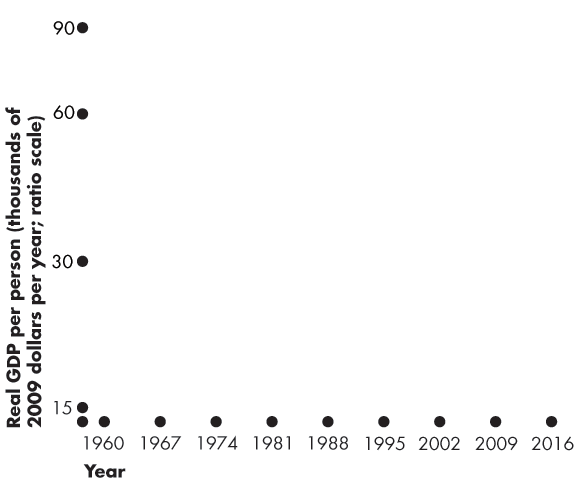 Real GDP per person (thousands of
2009 dollars per year; ratio scale)
90
60
30
15
1960 1967 1974 1981 1988 1995 2002 2009 2016
Year